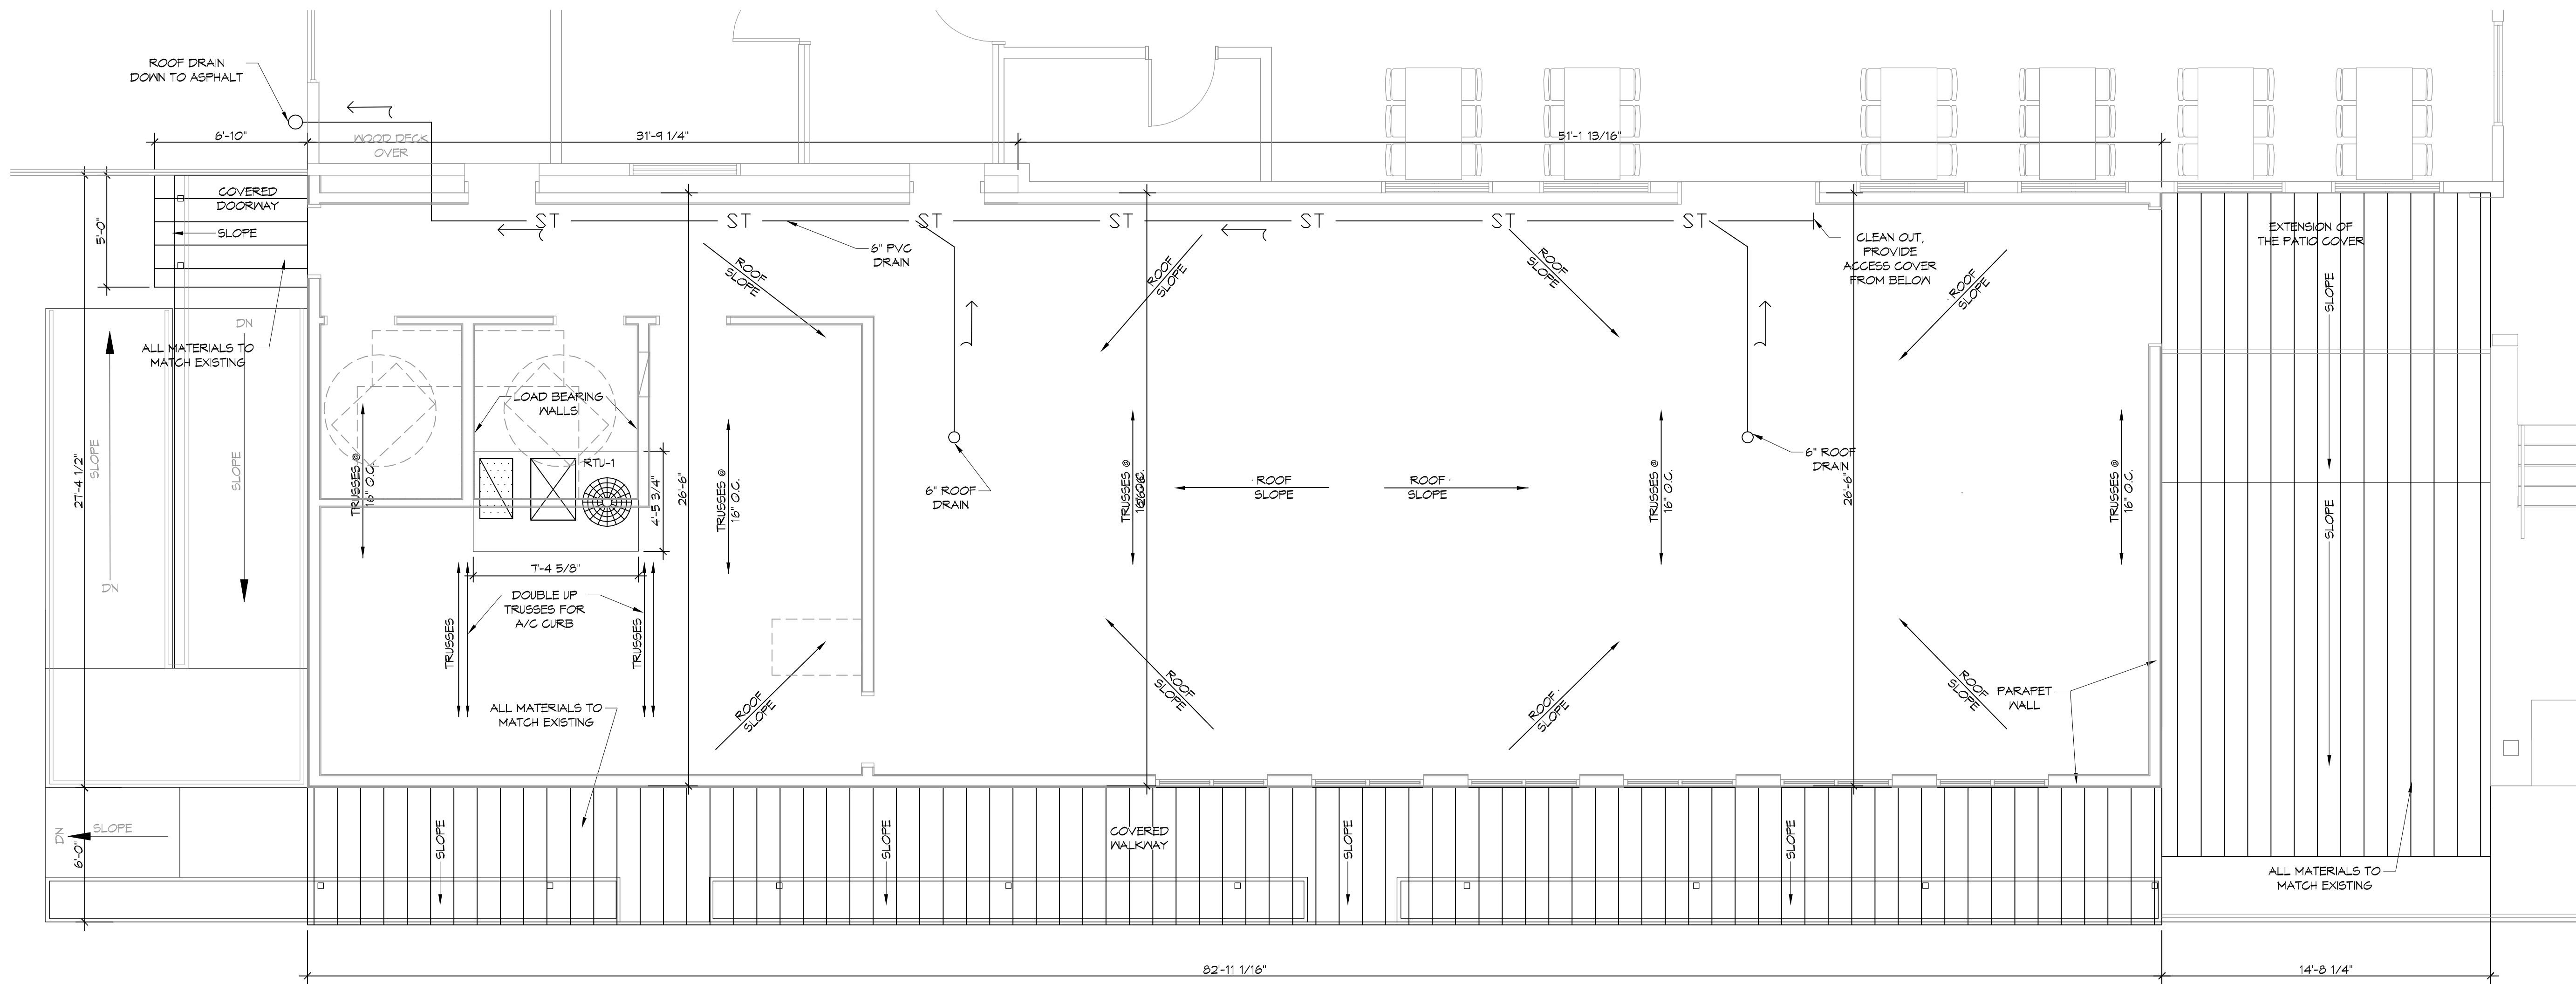 ROOF DRAIN
DOWN TO ASPHALT
6'-10"
31'-9 1/4"
51'-1 13/16"
WOOD DECK
OVER
COVERED
DOORWAY
SLOPE
5'-0"
ST
ST
ST
ST
ST
ST
ST
6" PVC
DRAIN
CLEAN OUT,
PROVIDE
ACCESS COVER
FROM BELOW
EXTENSION OF
THE PATIO COVER
ROOF
SLOPE
ROOF
SLOPE
ROOF
SLOPE
ROOF
SLOPE
SLOPE
DN
ALL MATERIALS TO
MATCH EXISTING
LOAD BEARING
WALLS
27'-4 1/2"
SLOPE
SLOPE
DN
TRUSSES @
16" O.C.
RTU-1
4'-5 3/4"
26'-6"
TRUSSES @
16" O.C.
6" ROOF
DRAIN
TRUSSES @
ROOF
SLOPE
ROOF
SLOPE
TRUSSES @
16" O.C.
6" ROOF
DRAIN
26'-6"
TRUSSES @
16" O.C.
SLOPE
7'-4 5/8"
DOUBLE UP
TRUSSES FOR
A/C CURB
TRUSSES
TRUSSES
ALL MATERIALS TO
MATCH EXISTING
ROOF
SLOPE
ROOF
SLOPE
ROOF
SLOPE
ROOF
SLOPE
PARAPET
WALL
DN
SLOPE
6'-0"
SLOPE
SLOPE
COVERED
WALKWAY
SLOPE
SLOPE
ALL MATERIALS TO
MATCH EXISTING
82'-11 1/16"
14'-8 1/4"